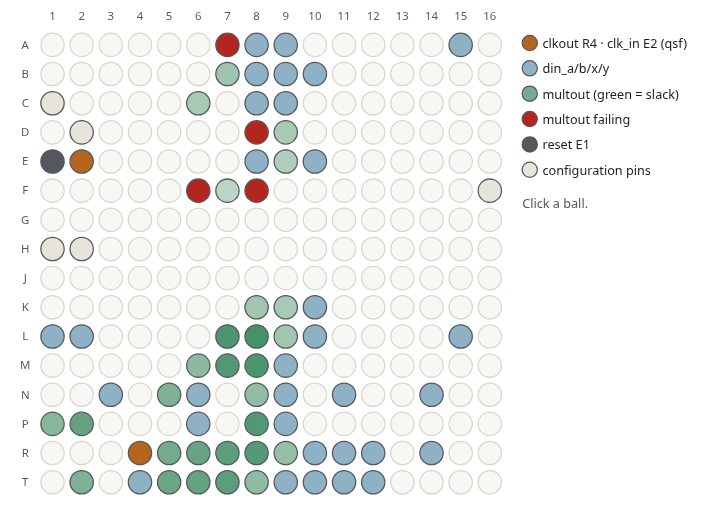 1 2 3 4 5 6 7 8 9 10 11 12 13 14 15 16
A
B
C
D
E
F
G
H
J
K
L
M
N
P
R
T
clkout R4 · clk_in E2 (qsf)
din_a/b/x/y
multout (green = slack)
multout failing
reset E1
configuration pins
Click a ball.